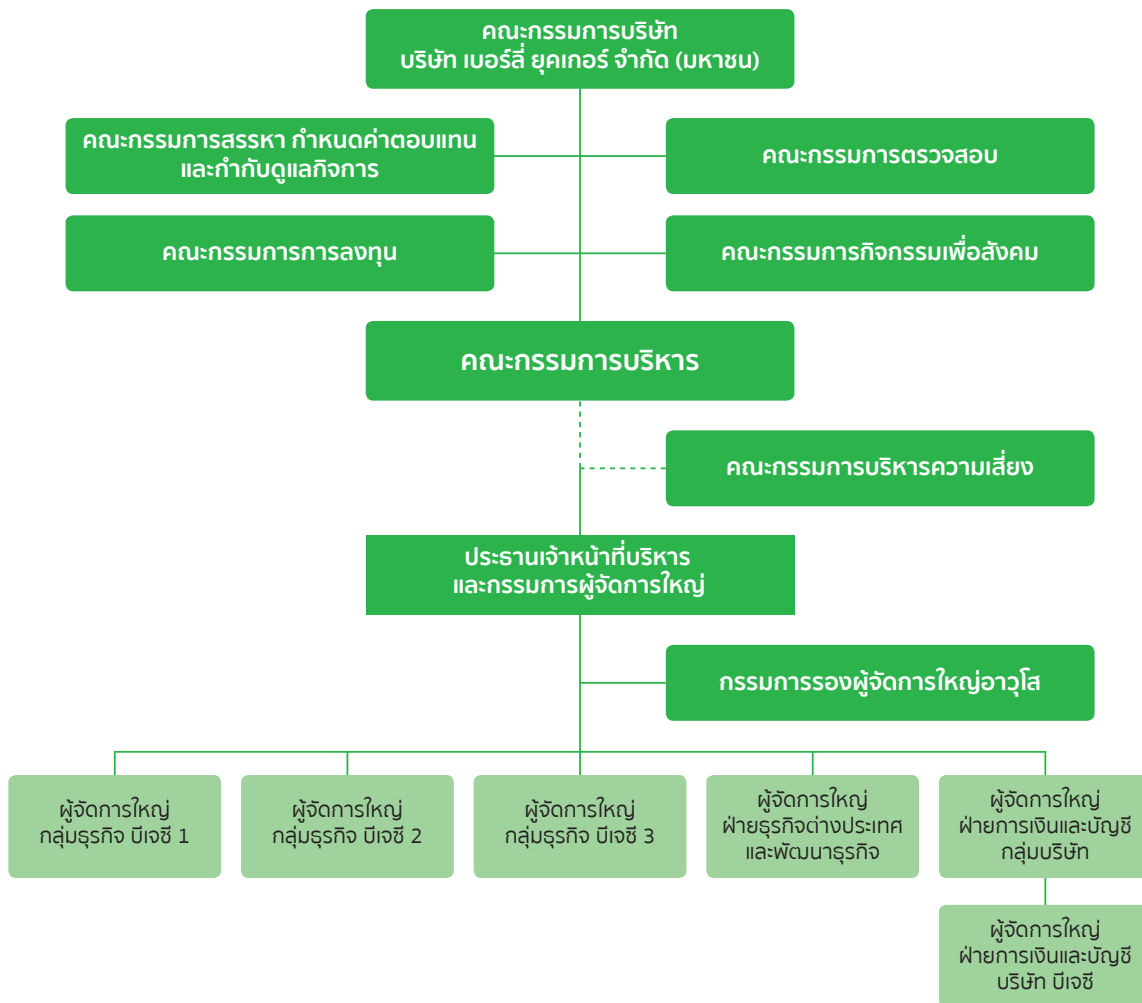 คณะกรรมการบริษัท
บริษัท เบอร์ลี่ ยุคเกอร์ จำกัด (มหาชน)
คณะกรรมการสรรหา กำหนดค่าตอบแทน
และกำกับดูแลกิจการ
คณะกรรมการตรวจสอบ
คณะกรรมการการลงทุน
คณะกรรมการกิจกรรมเพื่อสังคม
คณะกรรมการบริหาร
คณะกรรมการบริหารความเสี่ยง
ประธานเจ้าหน้าที่บริหาร
และกรรมการผู้จัดการใหญ่
กรรมการรองผู้จัดการใหญ่อาวุโส
ผู้จัดการใหญ่
กลุ่มธุรกิจ บีเจซี 1
ผู้จัดการใหญ่
กลุ่มธุรกิจ บีเจซี 2
ผู้จัดการใหญ่
กลุ่มธุรกิจ บีเจซี 3
ผู้จัดการใหญ่
ฝ่ายธุรกิจต่างประเทศ
และพัฒนาธุรกิจ
ผู้จัดการใหญ่
ฝ่ายการเงินและบัญชี
กลุ่มบริษัท
ผู้จัดการใหญ่
ฝ่ายการเงินและบัญชี
บริษัท บีเจซี